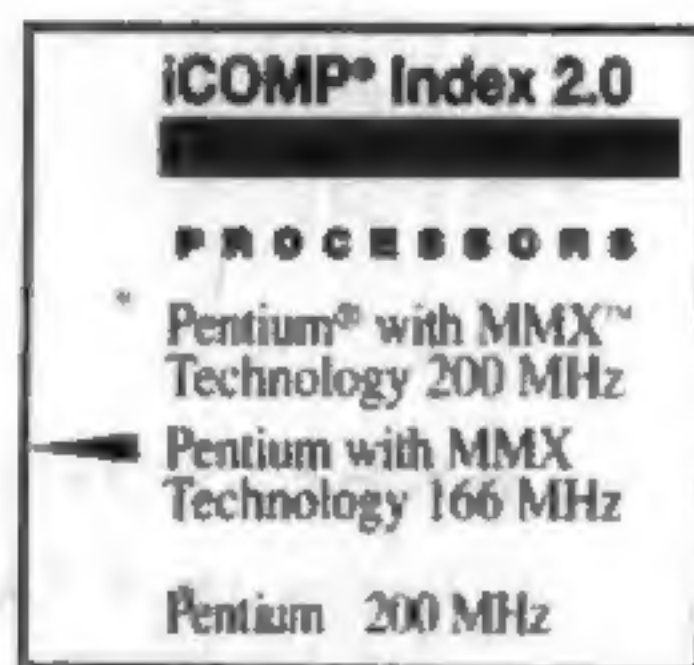 iCOMP® Index 2.0
PROCESSORS
Pentium® with MMX™
Technology 200 MHz
Pentium with MMX
Technology 166 MHz
Pentium 200 MHz